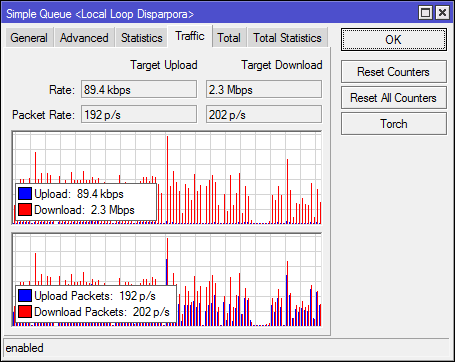 Simple Queue <Local Loop Disparpora>
General Advanced Statistics Traffic Total Total Statistics
OK
Reset Counters
Reset All Counters
Torch
Target Upload Target Download
Rate: 89.4 kbps 2.3 Mbps
Packet Rate: 192 p/s 202 p/s
Upload: 89.4 kbps
Download: 2.3 Mbps
Upload Packets: 192 p/s
Download Packets: 202 p/s
enabled